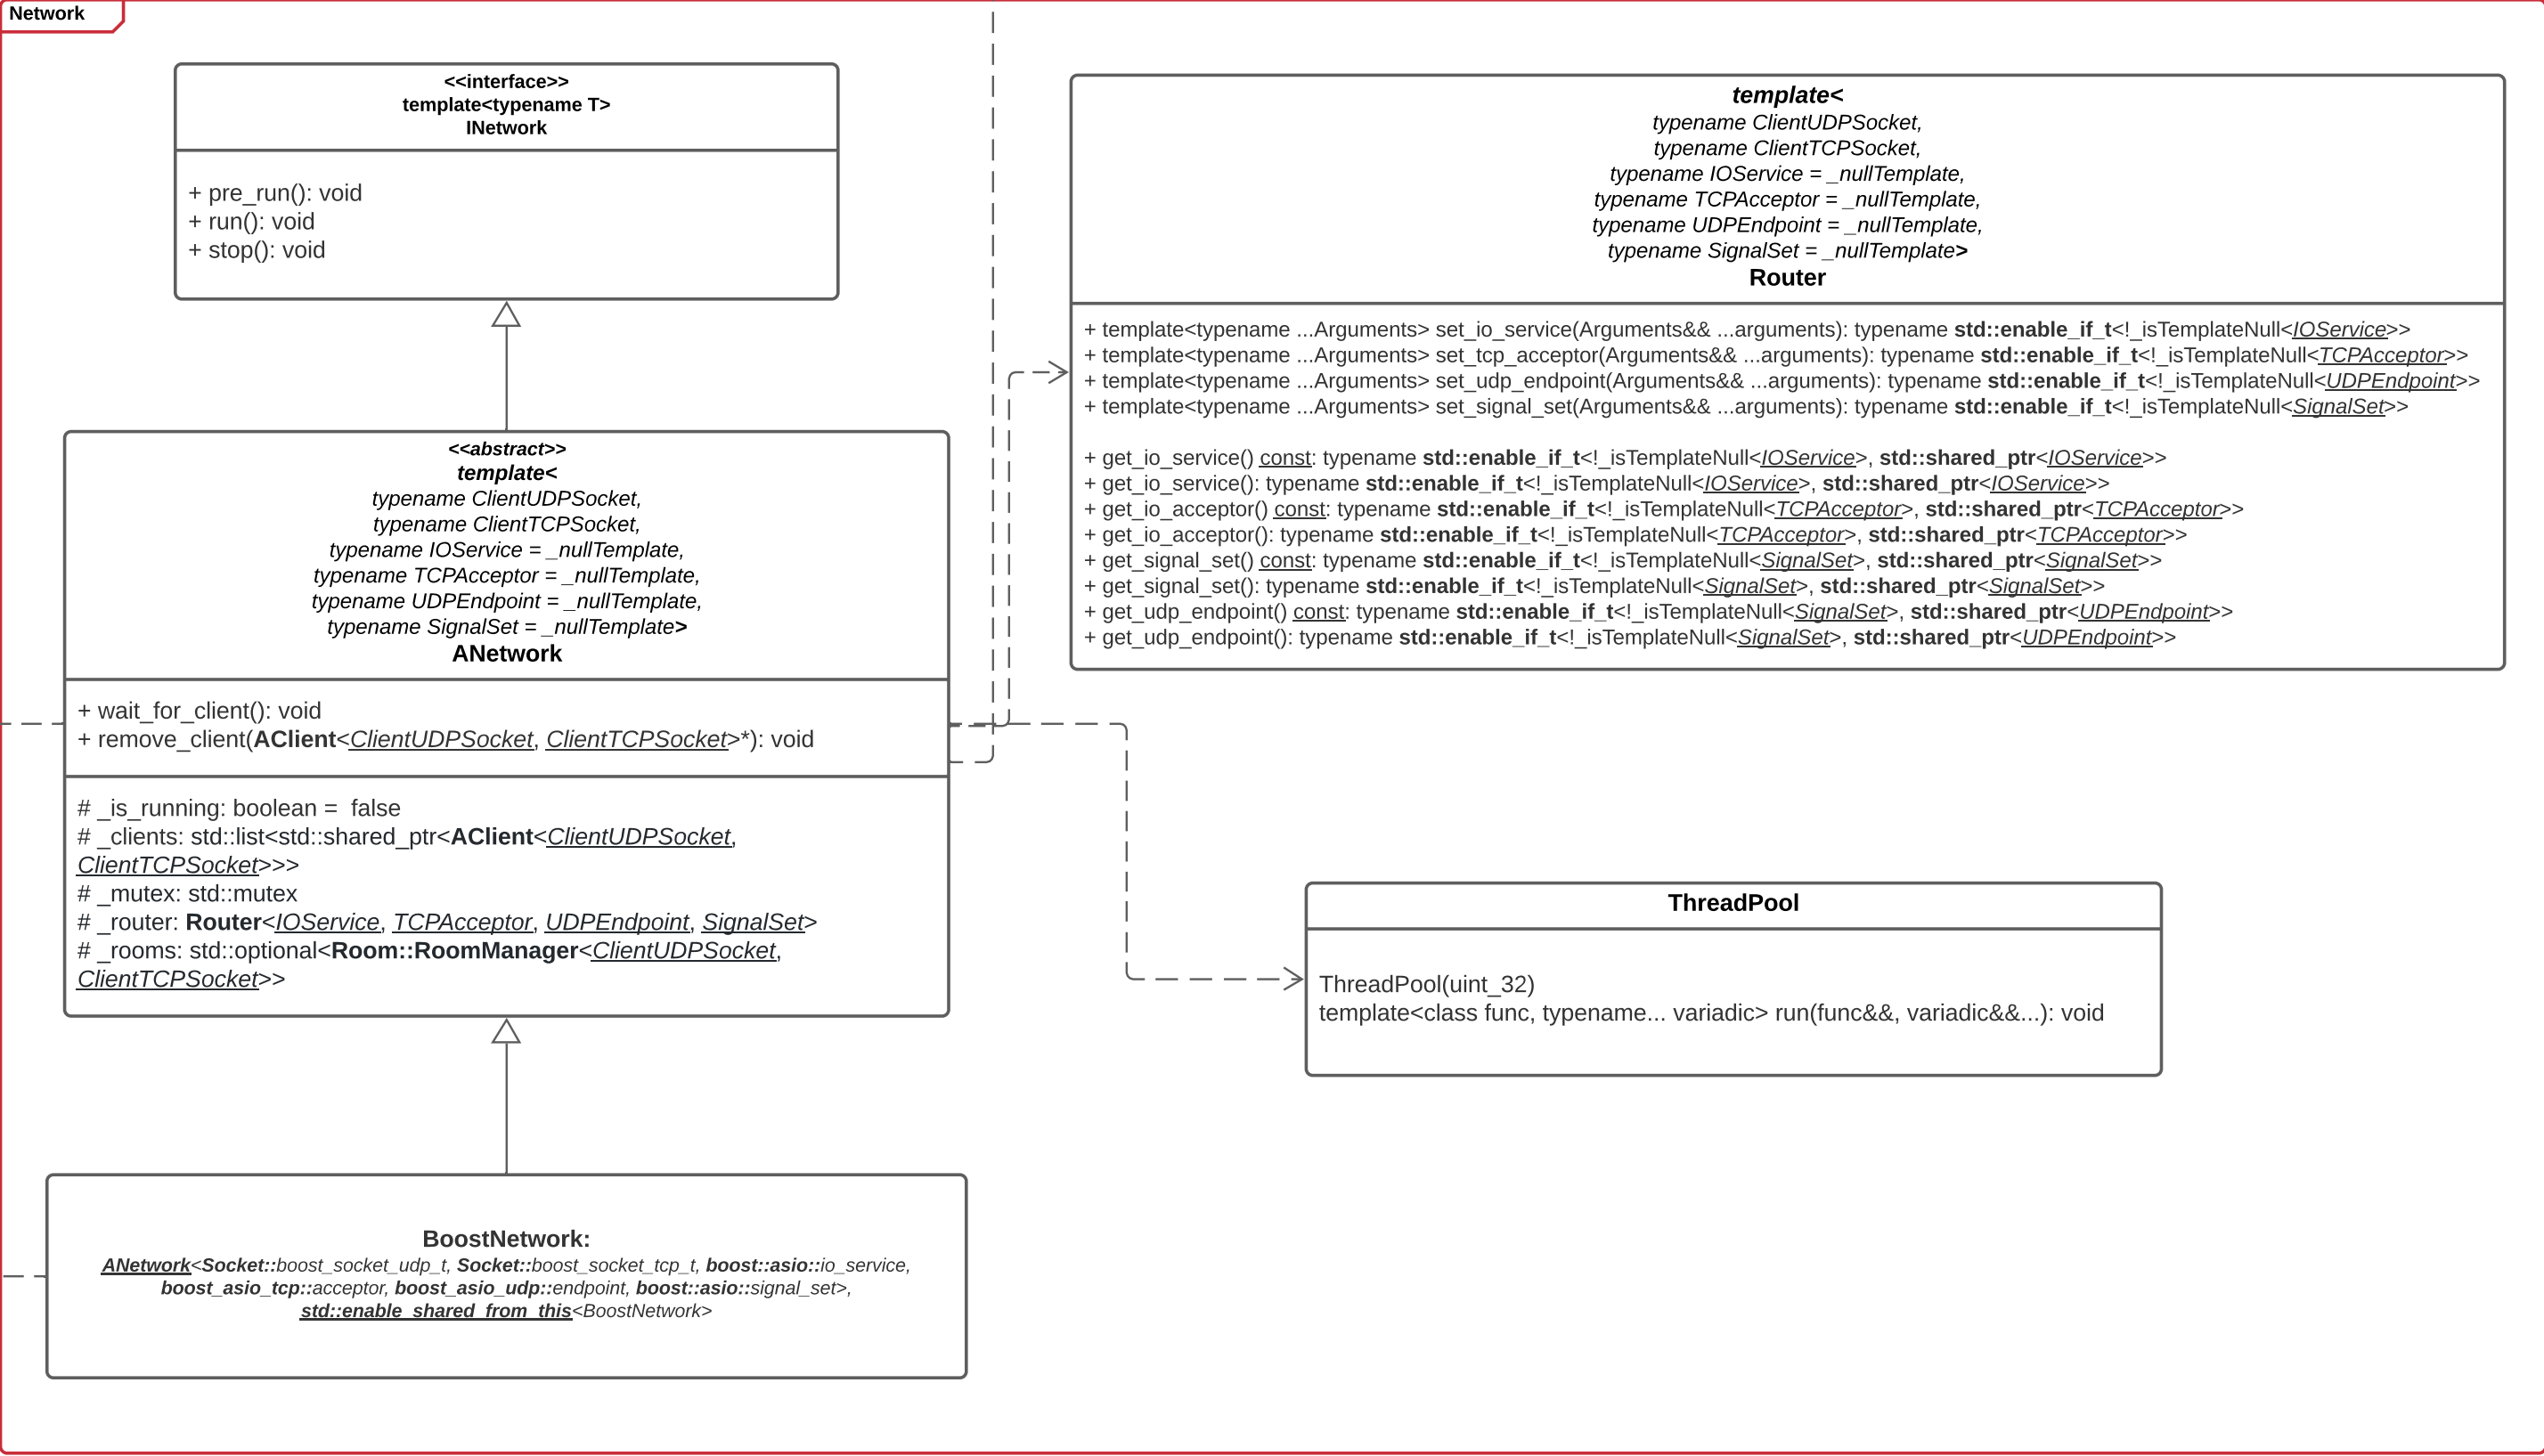 Network
<<interface>>
template<typename T>
INetwork
+ pre_run(): void
+ run(): void
+ stop(): void
<<abstract>>
template<
typename ClientUDPSocket,
typename ClientTCPSocket,
typename IOService = _nullTemplate,
typename TCPAcceptor = _nullTemplate,
typename UDPEndpoint = _nullTemplate,
typename SignalSet = _nullTemplate>
ANetwork
+ wait_for_client(): void
+ remove_client(AClient<ClientUDPSocket, ClientTCPSocket>*): void
# _is_running: boolean =  false
# _clients: std::list<std::shared_ptr<AClient<ClientUDPSocket,
ClientTCPSocket>>>
# _mutex: std::mutex
# _router: Router<IOService, TCPAcceptor, UDPEndpoint, SignalSet>
# _rooms: std::optional<Room::RoomManager<ClientUDPSocket,
ClientTCPSocket>>
BoostNetwork:
ANetwork<Socket::boost_socket_udp_t, Socket::boost_socket_tcp_t, boost::asio::io_service,
boost_asio_tcp::acceptor, boost_asio_udp::endpoint, boost::asio::signal_set>,
std::enable_shared_from_this<BoostNetwork>
template<
typename ClientUDPSocket,
typename ClientTCPSocket,
typename IOService = _nullTemplate,
typename TCPAcceptor = _nullTemplate,
typename UDPEndpoint = _nullTemplate,
typename SignalSet = _nullTemplate>
Router
+ template<typename ...Arguments> set_io_service(Arguments&& ...arguments): typename std::enable_if_t<!_isTemplateNull<IOService>>
+ template<typename ...Arguments> set_tcp_acceptor(Arguments&& ...arguments): typename std::enable_if_t<!_isTemplateNull<TCPAcceptor>>
+ template<typename ...Arguments> set_udp_endpoint(Arguments&& ...arguments): typename std::enable_if_t<!_isTemplateNull<UDPEndpoint>>
+ template<typename ...Arguments> set_signal_set(Arguments&& ...arguments): typename std::enable_if_t<!_isTemplateNull<SignalSet>>
+ get_io_service() const: typename std::enable_if_t<!_isTemplateNull<IOService>, std::shared_ptr<IOService>>
+ get_io_service(): typename std::enable_if_t<!_isTemplateNull<IOService>, std::shared_ptr<IOService>>
+ get_io_acceptor() const: typename std::enable_if_t<!_isTemplateNull<TCPAcceptor>, std::shared_ptr<TCPAcceptor>>
+ get_io_acceptor(): typename std::enable_if_t<!_isTemplateNull<TCPAcceptor>, std::shared_ptr<TCPAcceptor>>
+ get_signal_set() const: typename std::enable_if_t<!_isTemplateNull<SignalSet>, std::shared_ptr<SignalSet>>
+ get_signal_set(): typename std::enable_if_t<!_isTemplateNull<SignalSet>, std::shared_ptr<SignalSet>>
+ get_udp_endpoint() const: typename std::enable_if_t<!_isTemplateNull<SignalSet>, std::shared_ptr<UDPEndpoint>>
+ get_udp_endpoint(): typename std::enable_if_t<!_isTemplateNull<SignalSet>, std::shared_ptr<UDPEndpoint>>
ThreadPool
ThreadPool(uint_32)
template<class func, typename... variadic> run(func&&, variadic&&...): void